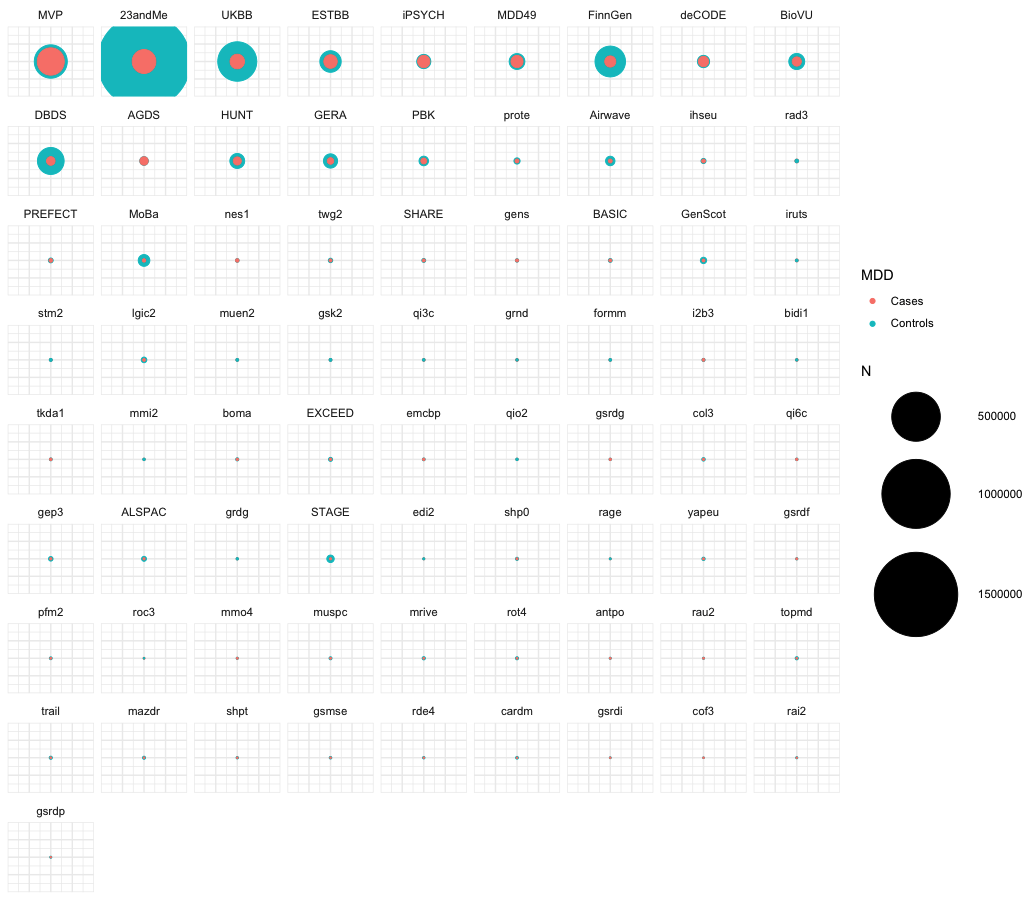 MVP 23andMe UKBB ESTBB iPSYCH MDD49 FinnGen deCODE BioVU
DBDS AGDS HUNT GERA PBK prote Airwave ihseu rad3
PREFECT MoBa nes1 twg2 SHARE gens BASIC GenScot iruts
MDD
Cases
stm2 lgic2 muen2 gsk2 qi3c grnd formm i2b3 bidi1
Controls
N
tkda1 mmi2 boma EXCEED emcbp qio2 gsrdg col3 qi6c
500000
1000000
gep3 ALSPAC grdg STAGE edi2 shp0 rage yapeu gsrdf
1500000
pfm2 roc3 mmo4 muspc mrive rot4 antpo rau2 topmd
trail mazdr shpt gsmse rde4 cardm gsrdi cof3 rai2
gsrdp